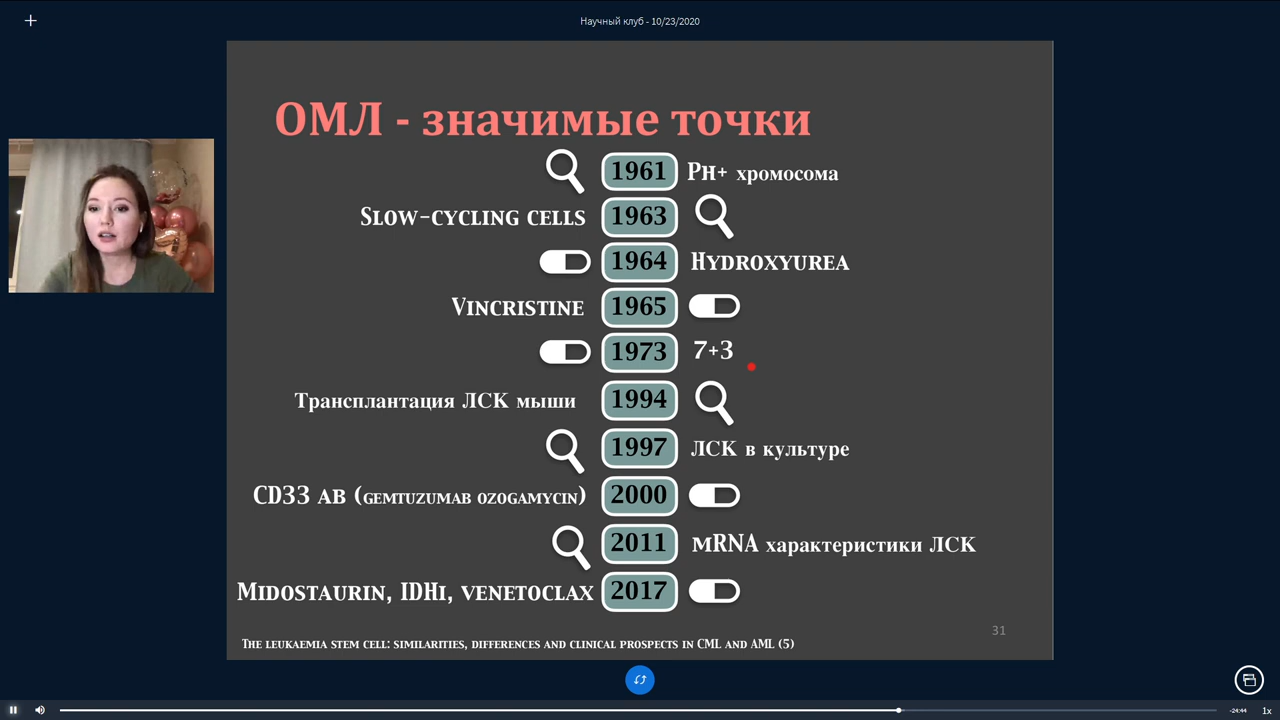 Научный клуб - 10/23/2020
ОМЛ - значимые точки
1961 Ph+ хромосома
Slow-cycling cells 1963
1964 Hydroxyurea
Vincristine 1965
1973 7+3
Трансплантация ЛСК мыши 1994
1997 ЛСК в культуре
CD33 ab (gemtuzumab ozogamycin) 2000
2011 mRNA характеристики ЛСК
Midostaurin, IDHi, venetoclax 2017
31
The leukaemia stem cell: similarities, differences and clinical prospects in CML and AML (5)
-24:44 1x